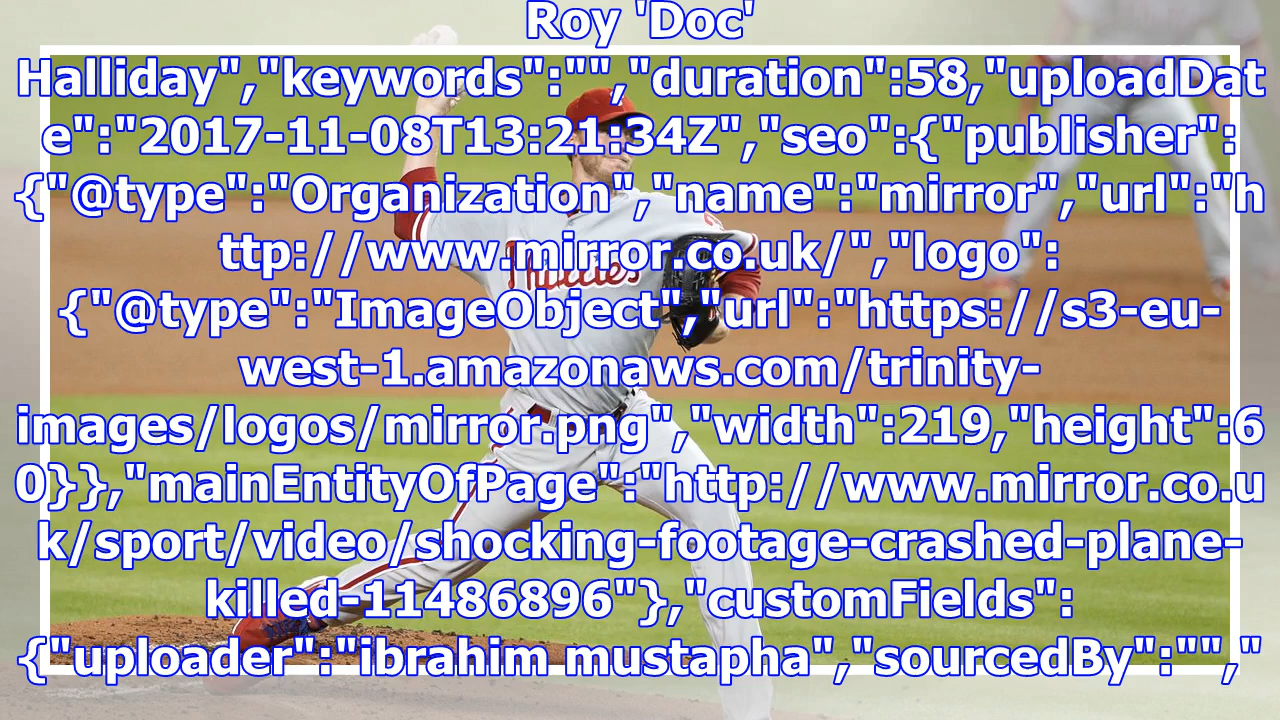 Roy 'Doc'
Halliday","keywords":"","duration":58,"uploadDat
e":"2017-11-08T13:21:34Z","seo":{"publisher":
{"@type":"Organization","name":"mirror","url":"h
ttp://www.mirror.co.uk/","logo":
{"@type":"ImageObject","url":"https://s3-eu-
west-1.amazonaws.com/trinity-
images/logos/mirror.png","width":219,"height":6
0}},"mainEntityOfPage":"http://www.mirror.co.u
k/sport/video/shocking-footage-crashed-plane-
killed-11486896"},"customFields":
{"uploader":"ibrahim mustapha","sourcedBy":"","
Phillies